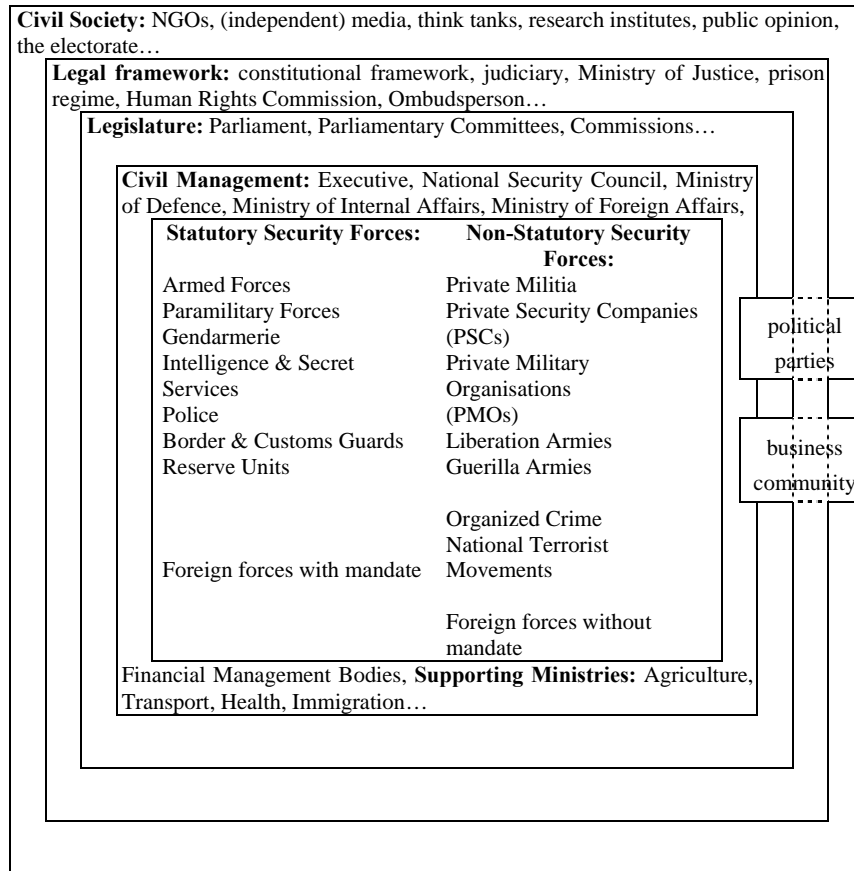 Civil Society: NGOs, (independent) media, think tanks, research institutes, public opinion,
the electorate…
Legal framework: constitutional framework, judiciary, Ministry of Justice, prison
regime, Human Rights Commission, Ombudsperson…
Legislature: Parliament, Parliamentary Committees, Commissions…
Civil Management: Executive, National Security Council, Ministry
of Defence, Ministry of Internal Affairs, Ministry of Foreign Affairs,
Statutory Security Forces:
Armed Forces
Paramilitary Forces
Gendarmerie
Intelligence & Secret
Services
Police
Border & Customs Guards
Reserve Units
Foreign forces with mandate
Non-Statutory Security
Forces:
Private Militia
Private Security Companies
(PSCs)
Private Military
Organisations
(PMOs)
Liberation Armies
Guerilla Armies
Organized Crime
National Terrorist
Movements
Foreign forces without
mandate
political
parties
business
community
Financial Management Bodies, Supporting Ministries: Agriculture,
Transport, Health, Immigration…